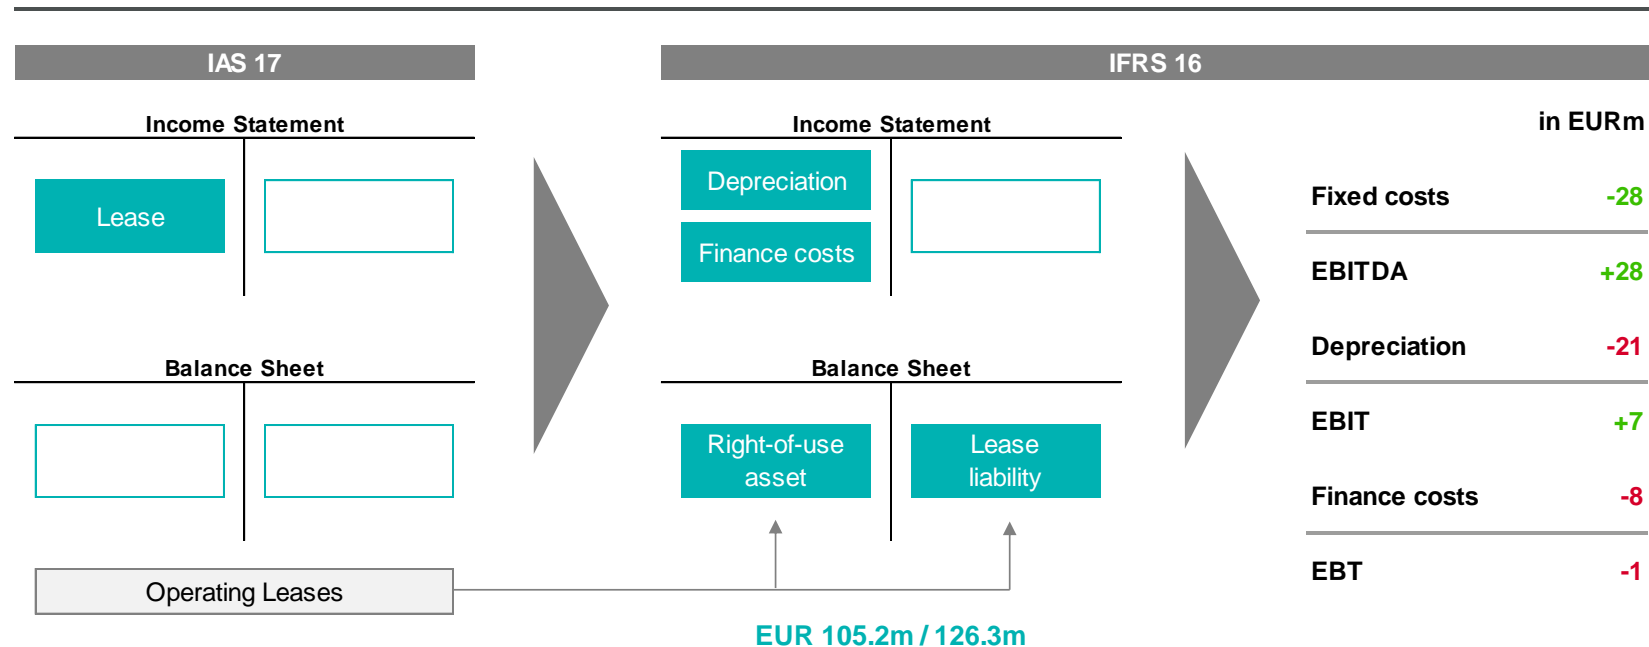 IAS 17
IFRS 16
Income Statement
Lease
Balance Sheet
Operating Leases
Income Statement
Depreciation
Finance costs
Balance Sheet
Right-of-use
asset
Lease
liability
EUR 105.2m / 126.3m
in EURm
Fixed costs -28
EBITDA +28
Depreciation -21
EBIT +7
Finance costs -8
EBT -1